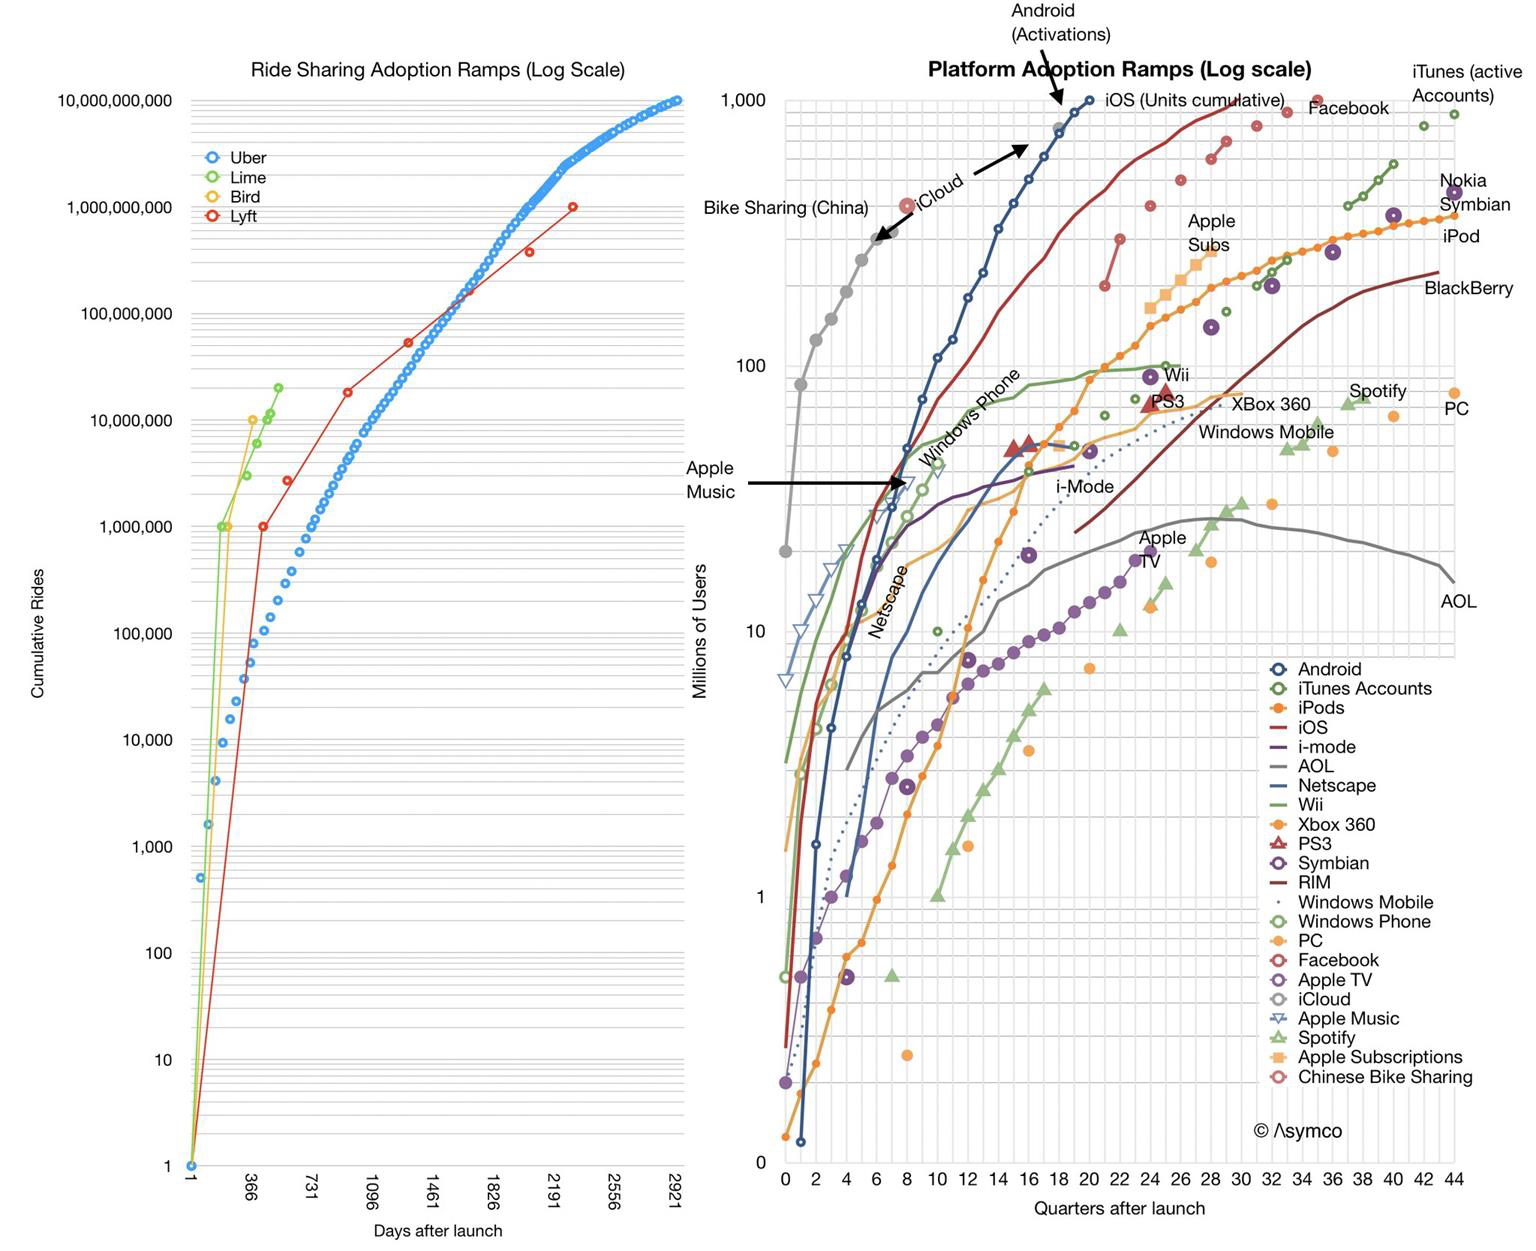 Ride Sharing Adoption Ramps (Log Scale)
10,000,000,000
1,000,000,000
100,000,000
10,000,000
1,000,000
100,000
10,000
1,000
100
10
1
Cumulative Rides
Uber
Lime
Bird
Lyft
1
366
731
1096
1461
1826
2191
2556
2921
Days after launch
Android
(Activations)
Platform Adoption Ramps (Log scale)
iTunes (active
Accounts)
1,000
100
10
1
0
Millions of Users
iOS (Units cumulative)
Facebook
Bike Sharing (China)
iCloud
Nokia
Symbian
Apple
Subs
iPod
BlackBerry
Windows Phone
Wii
PS3
XBox 360
Spotify
PC
Windows Mobile
Apple
Music
i-Mode
Netscape
Apple
TV
AOL
Android
iTunes Accounts
iPods
iOS
i-mode
AOL
Netscape
Wii
Xbox 360
PS3
Symbian
RIM
Windows Mobile
Windows Phone
PC
Facebook
Apple TV
iCloud
Apple Music
Spotify
Apple Subscriptions
Chinese Bike Sharing
© Λsymco
0 2 4 6 8 10 12 14 16 18 20 22 24 26 28 30 32 34 36 38 40 42 44
Quarters after launch